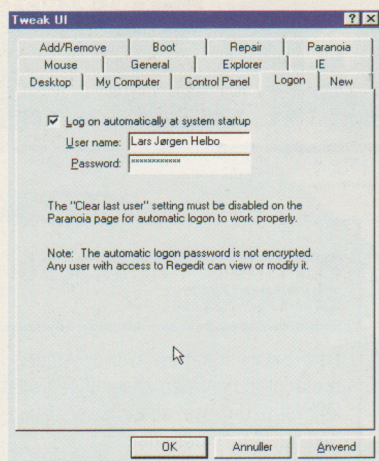 Tweak UI
Add/Remove Boot Repair Paranoia
Mouse General Explorer IE
Desktop My Computer Control Panel Logon New
Log on automatically at system startup
User name: Lars Jørgen Helbo
Password: ************
The "Clear last user" setting must be disabled on the
Paranoia page for automatic logon to work properly.
Note: The automatic logon password is not encrypted.
Any user with access to Regedit can view or modify it.
OK Annuller Anvend